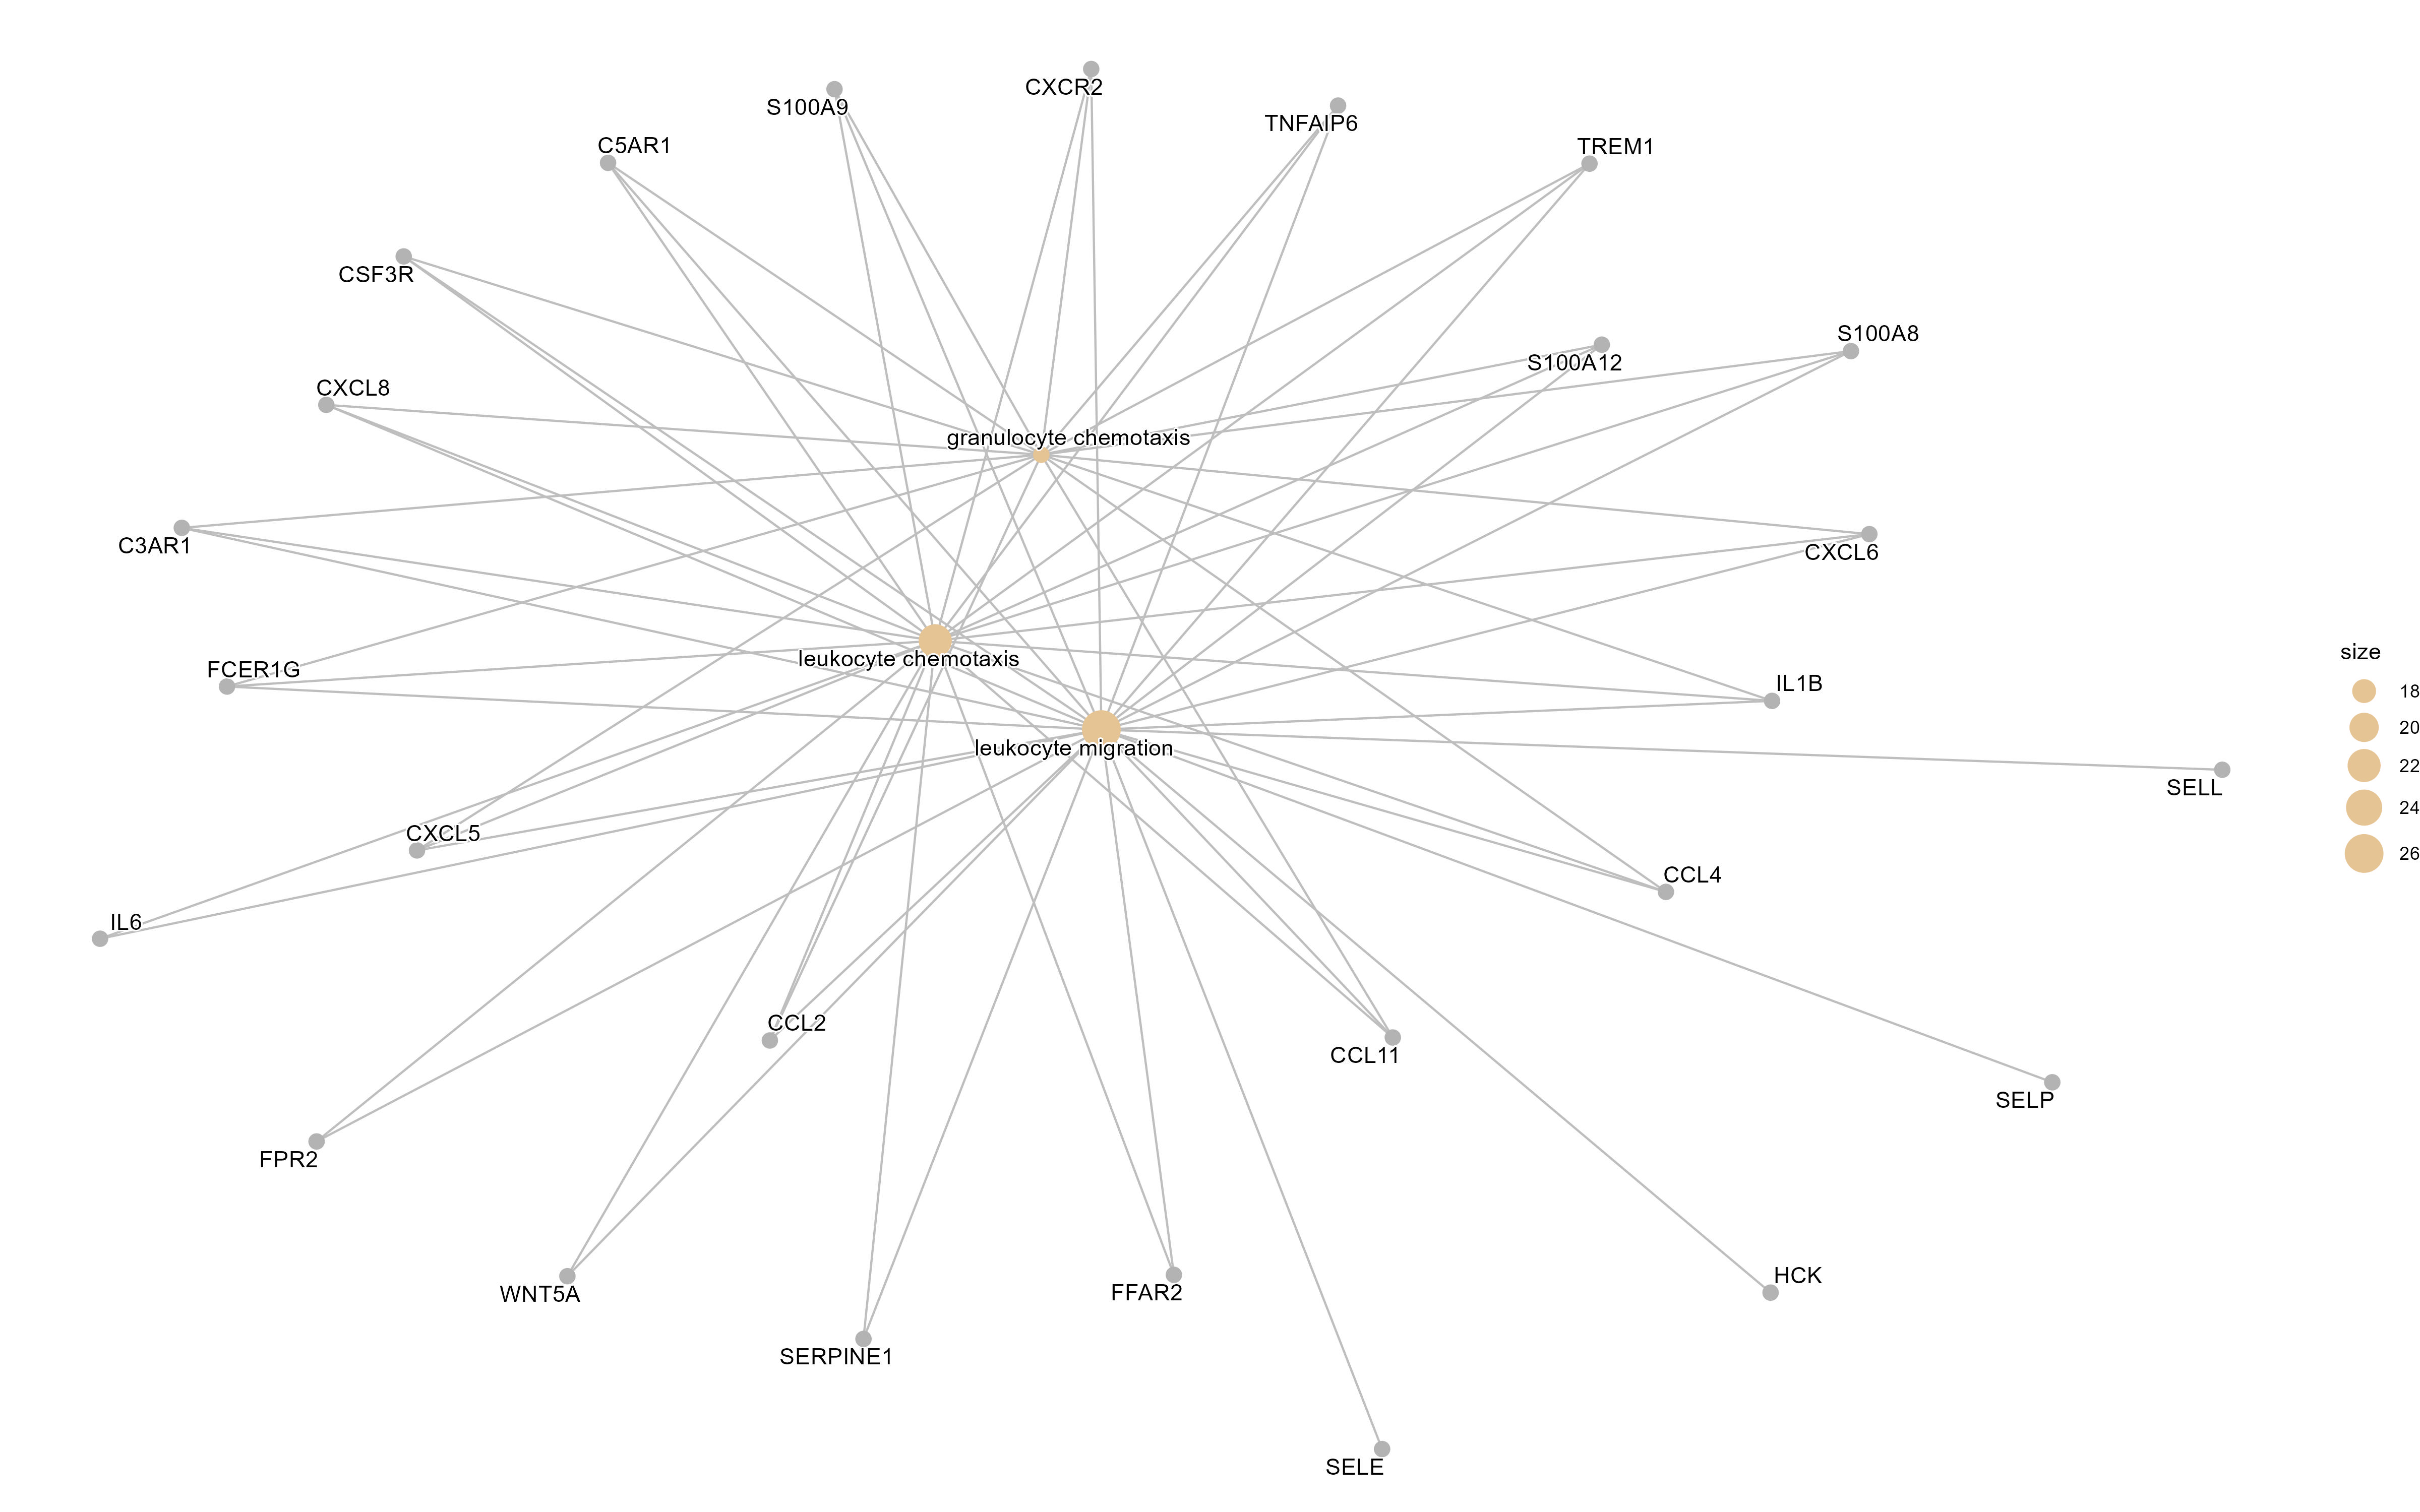 CXCR2
S100A9
TNFAIP6
C5AR1
TREM1
CSF3R
S100A8
S100A12
CXCL8
granulocyte chemotaxis
C3AR1
CXCL6
size
leukocyte chemotaxis
FCER1G
IL1B
18
20
leukocyte migration
22
SELL
24
CXCL5
26
CCL4
IL6
CCL2
CCL11
SELP
FPR2
HCK
WNT5A
FFAR2
SERPINE1
SELE